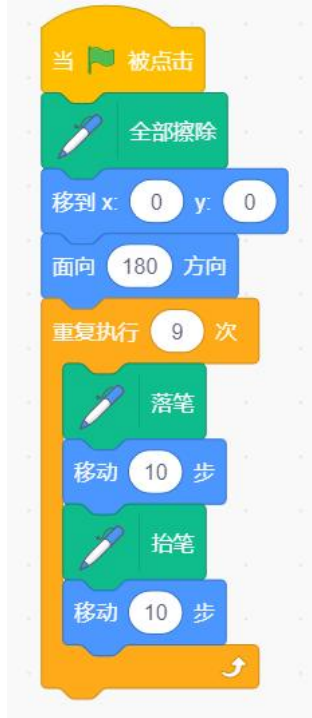 当 被点击
全部擦除
移到 x: 0 y: 0
面向 180 方向
重复执行 9 次
落笔
移动 10 步
抬笔
移动 10 步